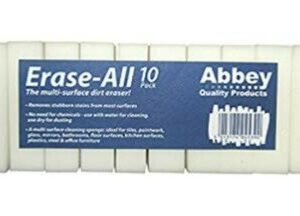 Erase-All 10 Pack
The multi-surface dirt eraser!
Abbey
Quality Products
• Removes stubborn stains from most surfaces
• No need for chemicals - use with water for cleaning,
use dry for dusting
• A multi surface cleaning sponge: ideal for tiles, paintwork,
glass, mirrors, bathrooms, floor surfaces, kitchen surfaces,
plastics, steel & office furniture